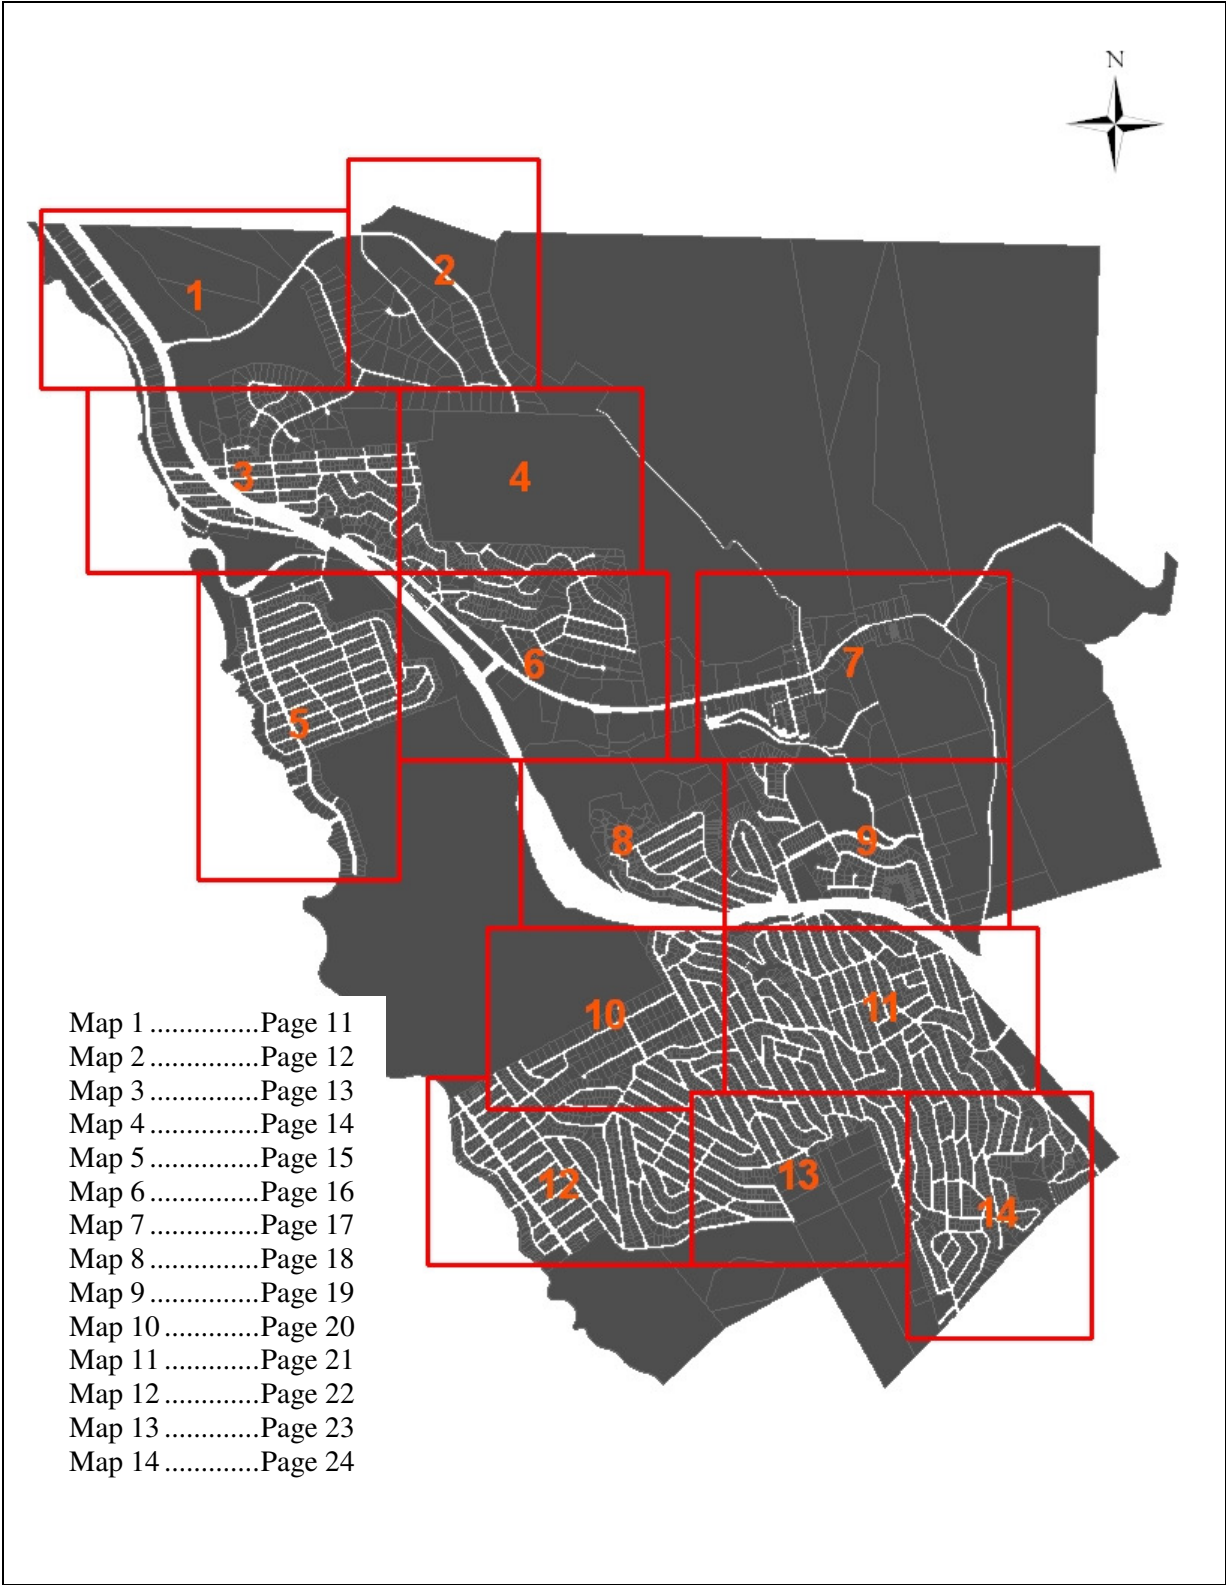 N
1
2
3
4
5
6
7
8
9
10
11
12
13
14
Map 1 ..............Page 11
Map 2 ..............Page 12
Map 3 ..............Page 13
Map 4 ..............Page 14
Map 5 ..............Page 15
Map 6 ..............Page 16
Map 7 ..............Page 17
Map 8 ..............Page 18
Map 9 ..............Page 19
Map 10 .............Page 20
Map 11 .............Page 21
Map 12 .............Page 22
Map 13 .............Page 23
Map 14 .............Page 24